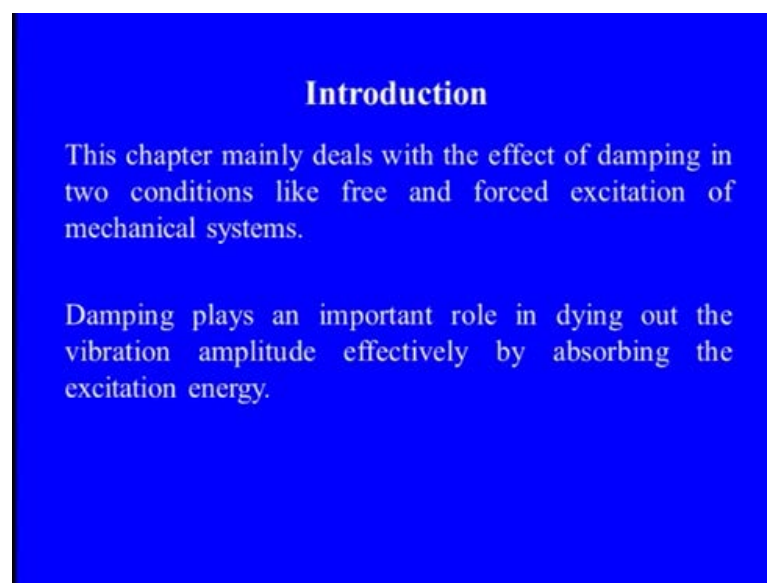 Introduction
This chapter mainly deals with the effect of damping in
two conditions like free and forced excitation of
mechanical systems.
Damping plays an important role in dying out the
vibration amplitude effectively by absorbing the
excitation energy.